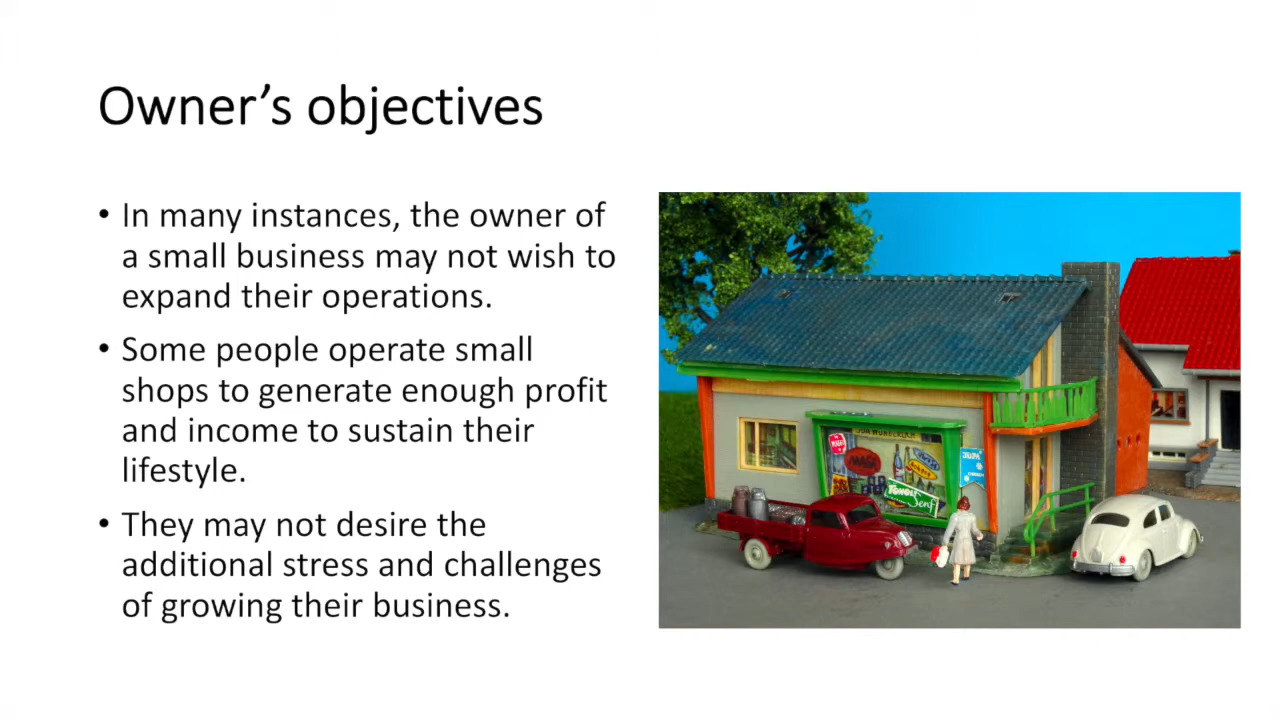 Owner’s objectives
• In many instances, the owner of
a small business may not wish to
expand their operations.
• Some people operate small
shops to generate enough profit
and income to sustain their
lifestyle.
• They may not desire the
additional stress and challenges
of growing their business.